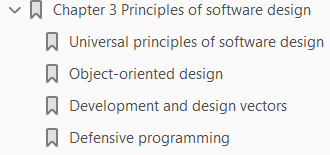 Chapter 3 Principles of software design
Universal principles of software design
Object-oriented design
Development and design vectors
Defensive programming